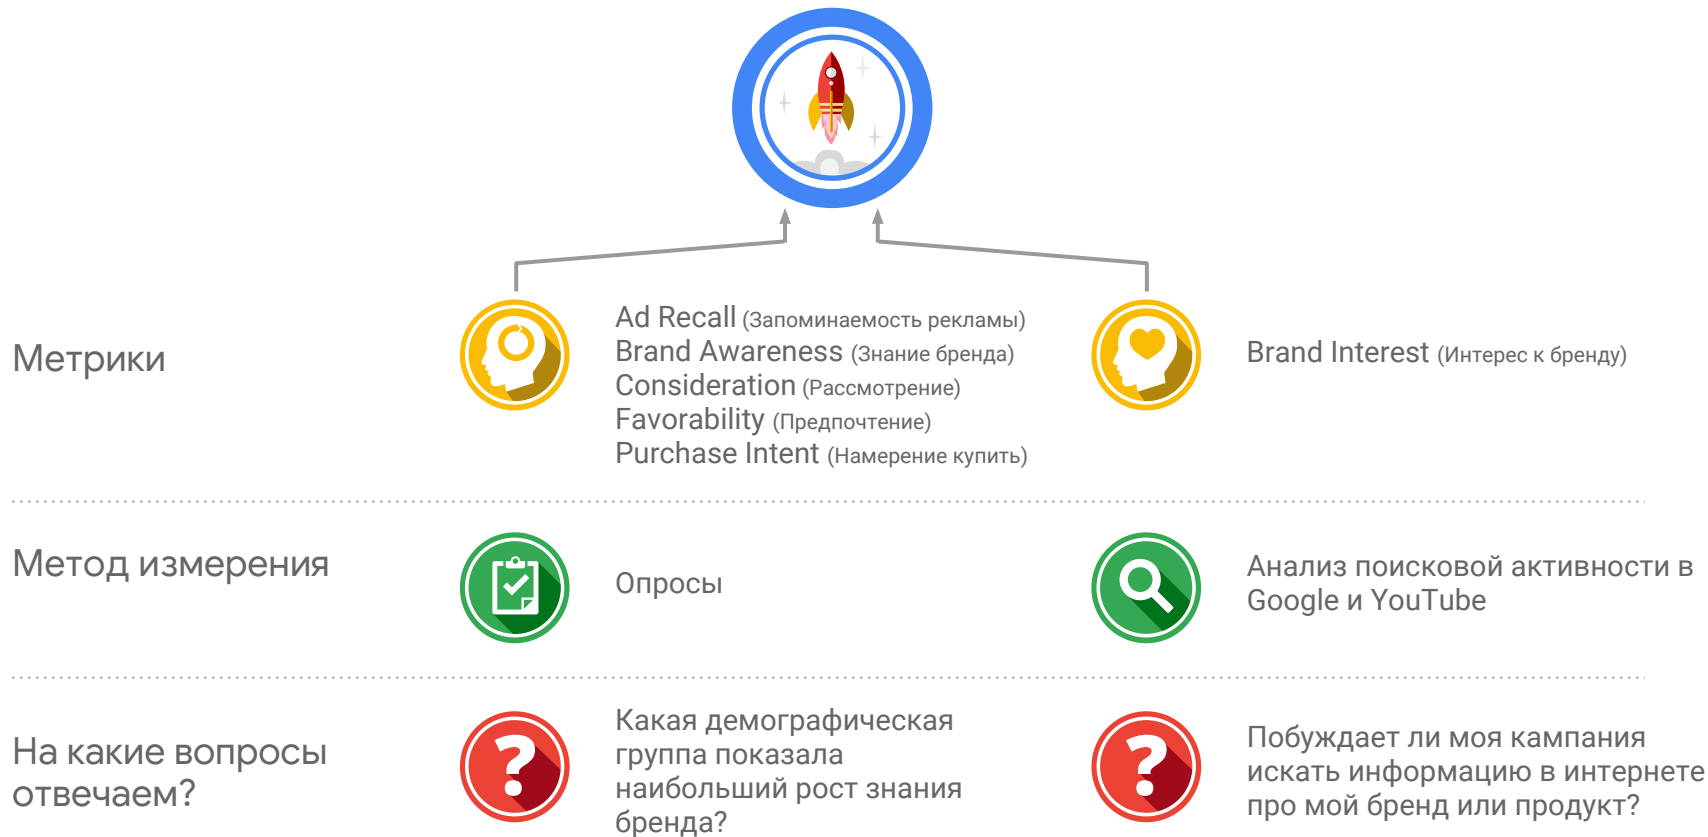 Метрики
Ad Recall (Запоминаемость рекламы)
Brand Awareness (Знание бренда)
Consideration (Рассмотрение)
Favorability (Предпочтение)
Purchase Intent (Намерение купить)
Brand Interest (Интерес к бренду)
Метод измерения
Опросы
Анализ поисковой активности в
Google и YouTube
На какие вопросы
отвечаем?
Какая демографическая
группа показала
наибольший рост знания
бренда?
Побуждает ли моя кампания
искать информацию в интернете
про мой бренд или продукт?